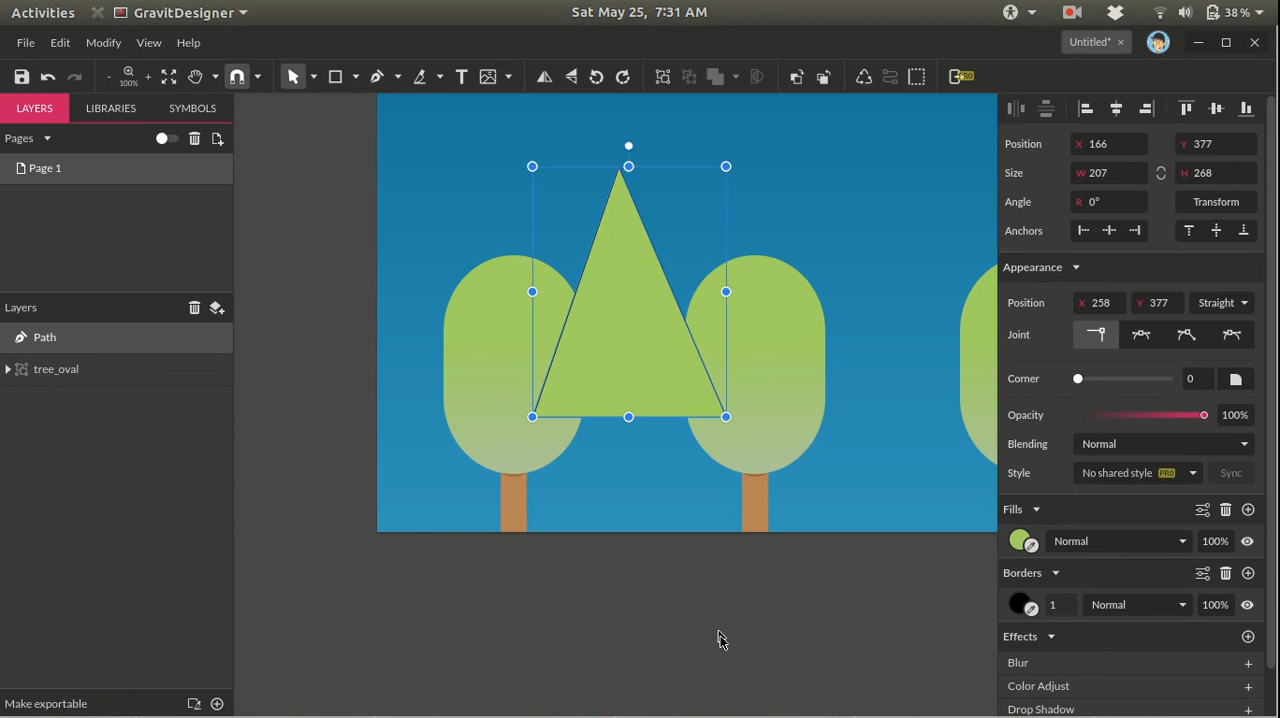 Activities GravitDesigner Sat May 25, 7:31 AM 38 %
File Edit Modify View Help Untitled*
- 100% + T PRO
LAYERS LIBRARIES SYMBOLS
Pages
Page 1
Layers
Path
tree_oval
Make exportable
Position X 166 Y 377
Size W 207 H 268
Angle R 0° Transform
Anchors
Appearance
Position X 258 Y 377 Straight
Joint
Corner 0
Opacity 100%
Blending Normal
Style No shared style PRO Sync
Fills
Normal 100%
Borders
1 Normal 100%
Effects
Blur
Color Adjust
Drop Shadow